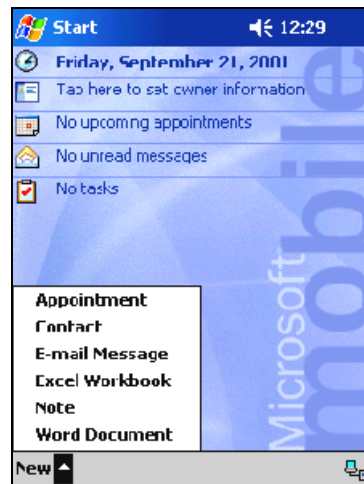 Start 12:29
Friday, September 21, 2001
Tap here to set owner information
No upcoming appointments
No unread messages
No tasks
Microsoft
mobile
Appointment
Contact
E-mail Message
Excel Workbook
Note
Word Document
New